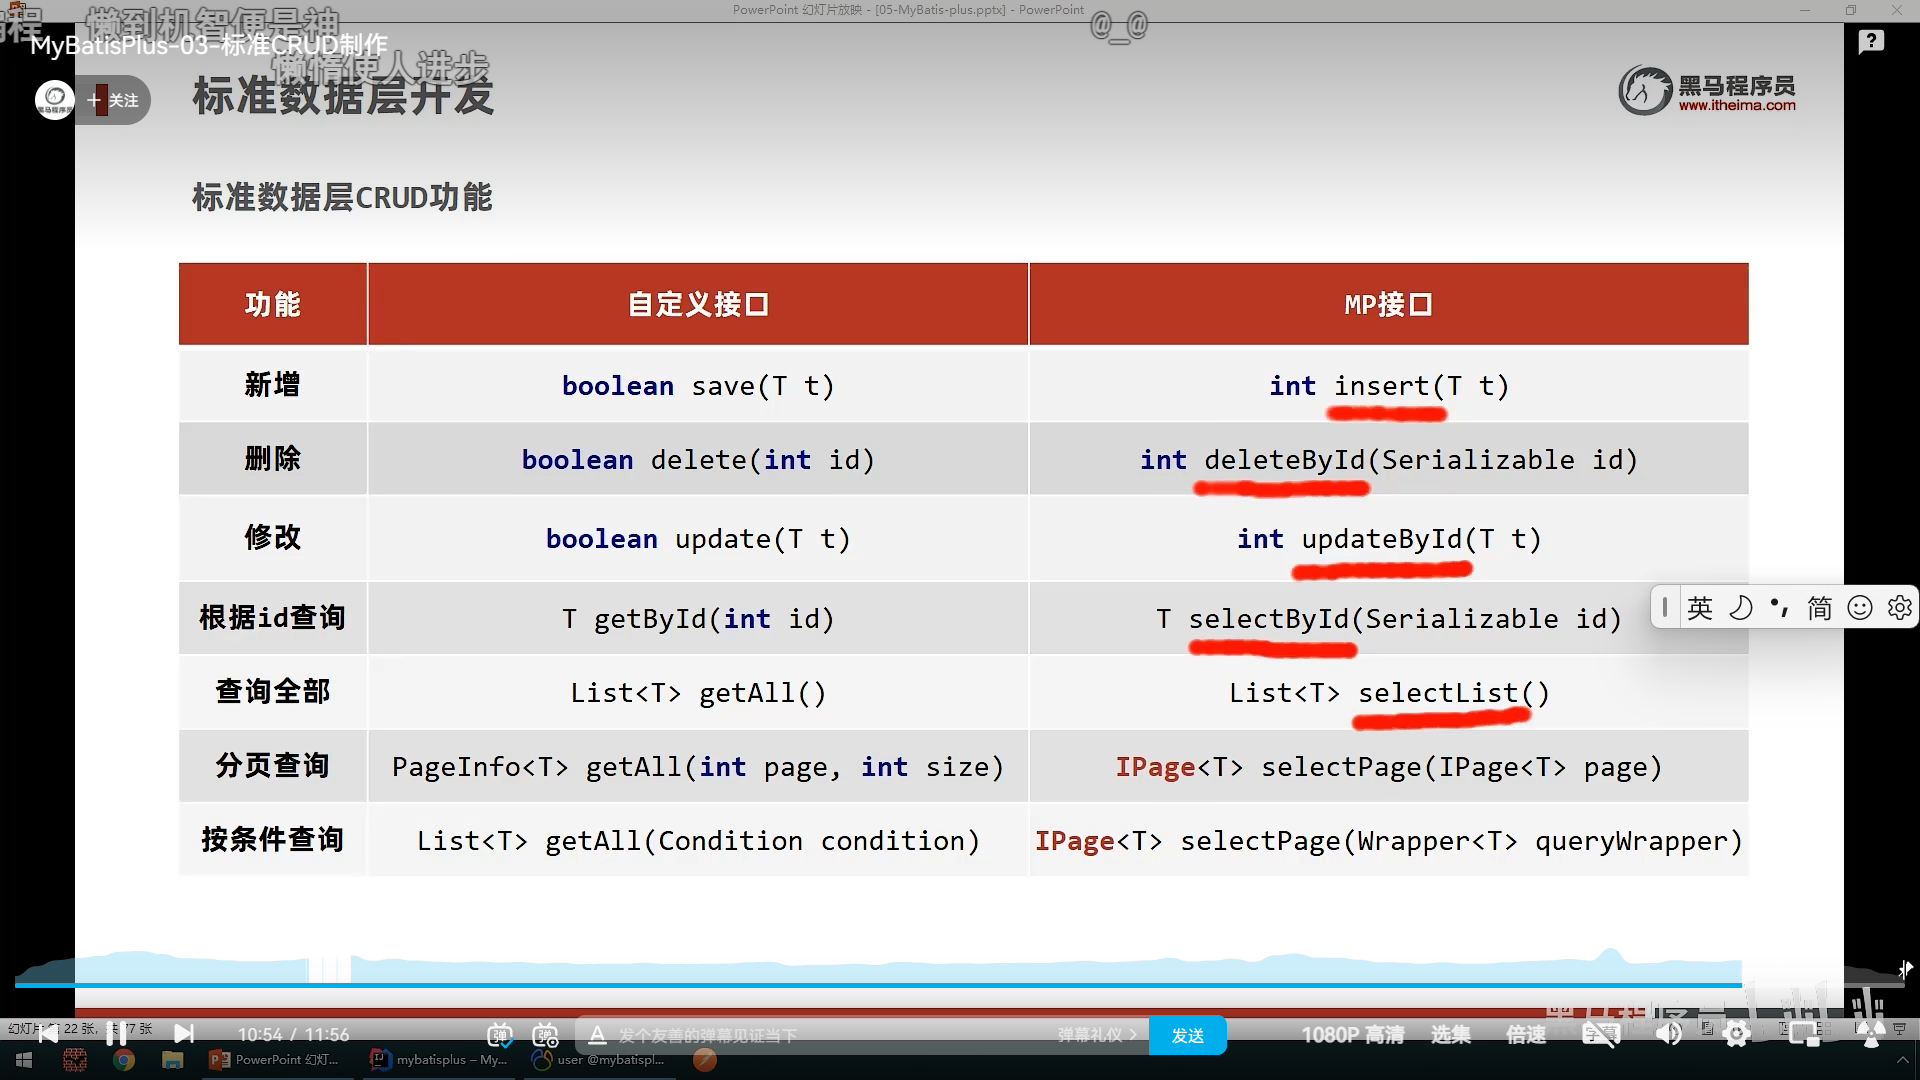 PowerPoint 幻灯片放映 - [05-MyBatis-plus.pptx] - PowerPoint
懒到机智便是神
@_@
MyBatisPlus-03-标准CRUD制作
懒惰使人进步
+ 关注
标准数据层开发
黑马程序员
www.itheima.com
标准数据层CRUD功能
功能 自定义接口 MP接口
新增 boolean save(T t) int insert(T t)
删除 boolean delete(int id) int deleteById(Serializable id)
修改 boolean update(T t) int updateById(T t)
根据id查询 T getById(int id) T selectById(Serializable id)
英 简
查询全部 List<T> getAll() List<T> selectList()
分页查询 PageInfo<T> getAll(int page, int size) IPage<T> selectPage(IPage<T> page)
按条件查询 List<T> getAll(Condition condition) IPage<T> selectPage(Wrapper<T> queryWrapper)
10:54 / 11:56 弹 弹 A 发个友善的弹幕见证当下 弹幕礼仪 > 发送 1080P 高清 选集 倍速 字幕
PowerPoint 幻灯... mybatisplus – My... user @mybatispl...